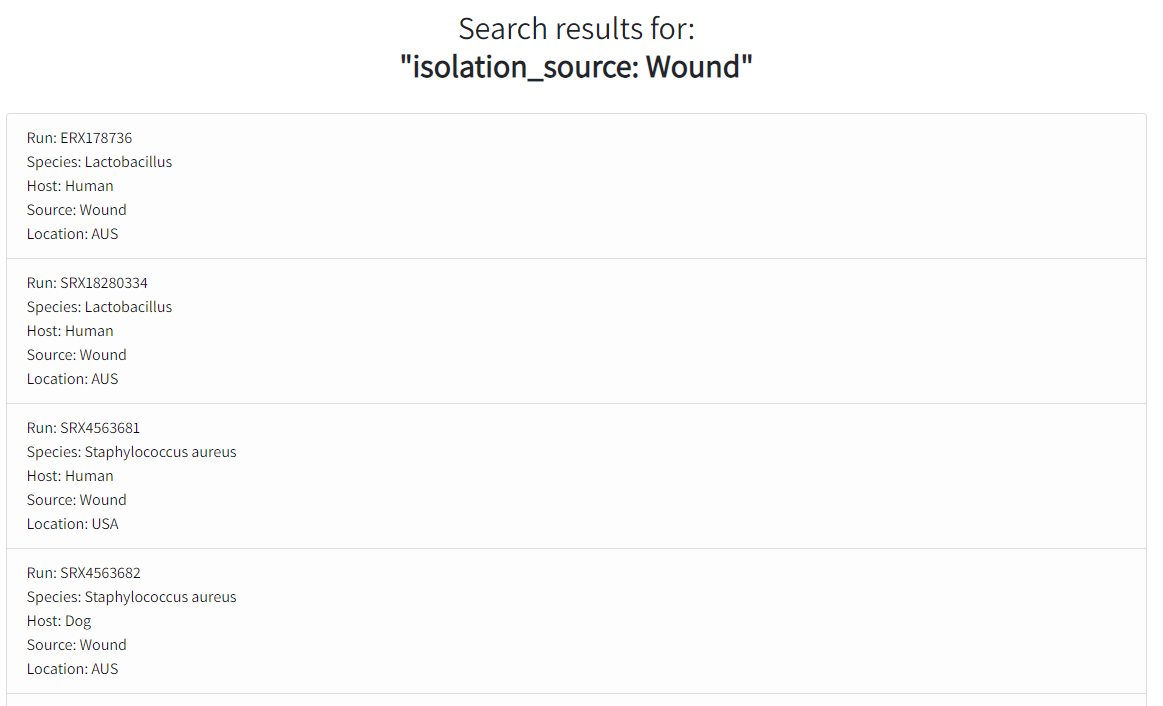 Search results for:
"isolation_source: Wound"
Run: ERX178736
Species: Lactobacillus
Host: Human
Source: Wound
Location: AUS
Run: SRX18280334
Species: Lactobacillus
Host: Human
Source: Wound
Location: AUS
Run: SRX4563681
Species: Staphylococcus aureus
Host: Human
Source: Wound
Location: USA
Run: SRX4563682
Species: Staphylococcus aureus
Host: Dog
Source: Wound
Location: AUS